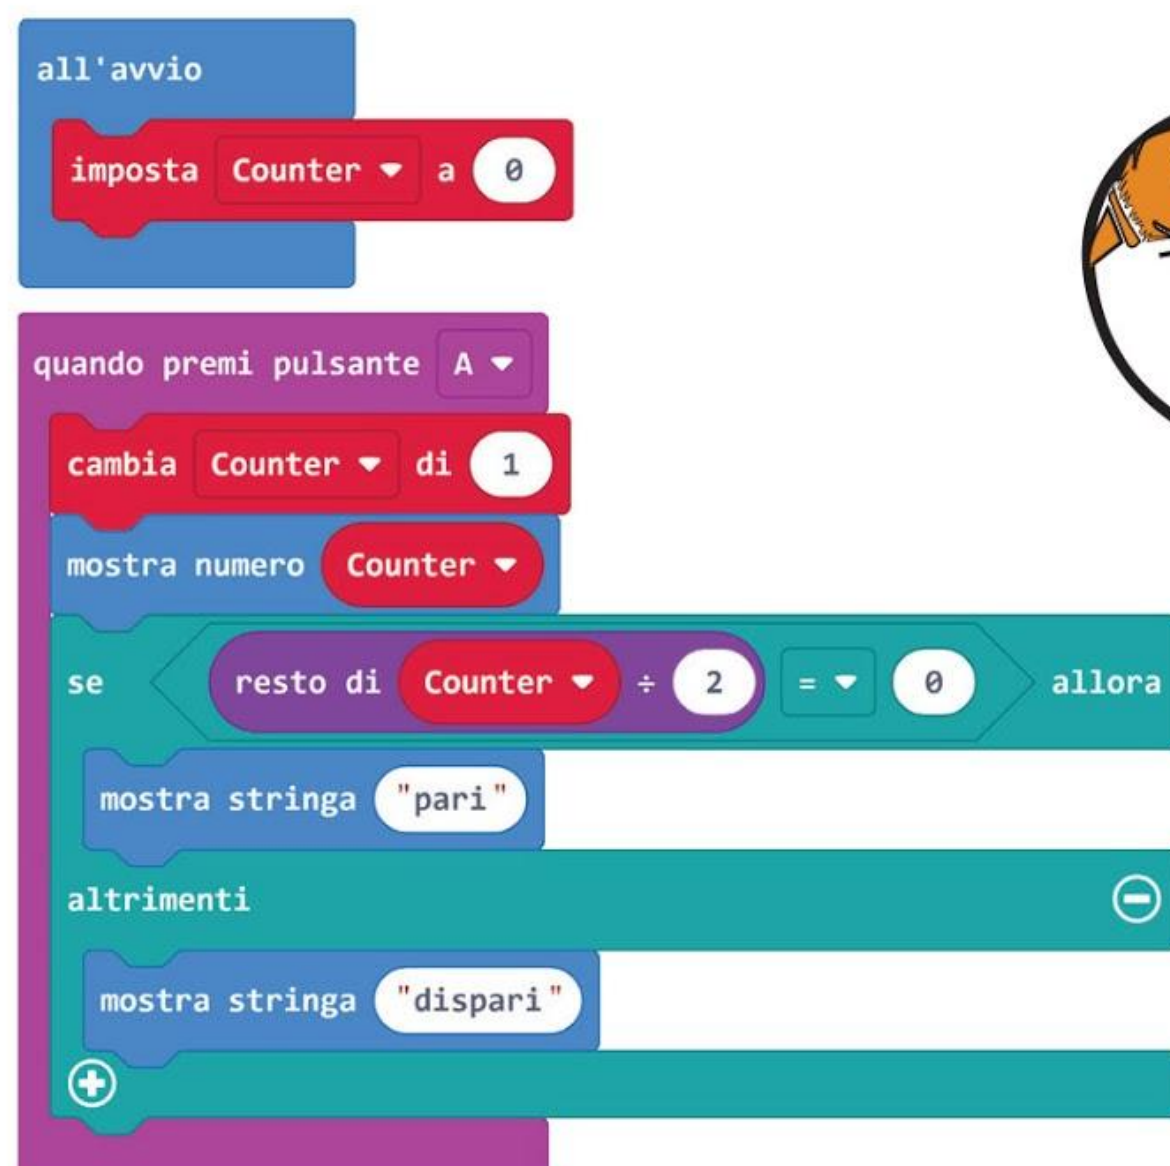 all'avvio
imposta Counter a 0
quando premi pulsante A
cambia Counter di 1
mostra numero Counter
se resto di Counter ÷ 2 = 0 allora
mostra stringa "pari"
altrimenti
mostra stringa "dispari"